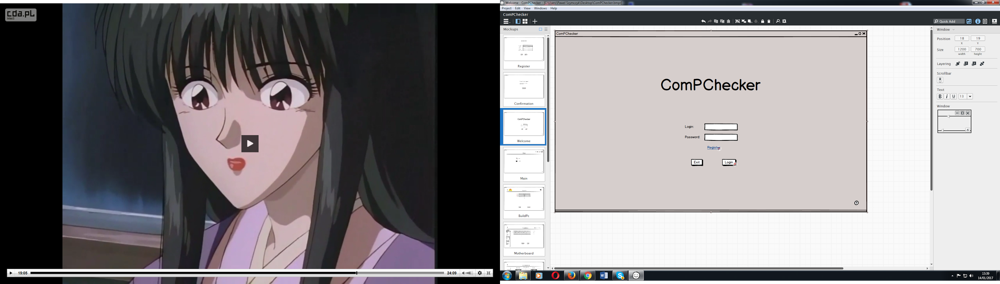 cda.pl
html5
19:05
24:09
Welcome - ComPChecker - [C:\Users\Pawel Szymczyk\Desktop\ComPChecker.bmpr]
Project Edit View Windows Help
ComPChecker
Quick Add
Mockups
Register
Confirmation
ComPChecker
Welcome
Main
BuildPc
Motherboard
ComPChecker
ComPChecker
Login:
Password:
Register
Exit
Login
?
Window
Position
18
19
X
Y
Size
1200
700
width
height
Layering
Scrollbar
Text
B i U 13
Window
13:39
14/01/2017